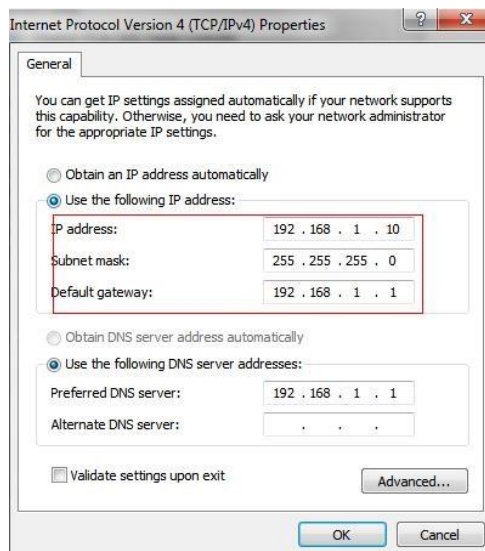 Internet Protocol Version 4 (TCP/IPv4) Properties
?
X
General
You can get IP settings assigned automatically if your network supports
this capability. Otherwise, you need to ask your network administrator
for the appropriate IP settings.
Obtain an IP address automatically
Use the following IP address:
IP address: 192 . 168 . 1 . 10
Subnet mask: 255 . 255 . 255 . 0
Default gateway: 192 . 168 . 1 . 1
Obtain DNS server address automatically
Use the following DNS server addresses:
Preferred DNS server: 192 . 168 . 1 . 1
Alternate DNS server: . . .
Validate settings upon exit
Advanced...
OK Cancel